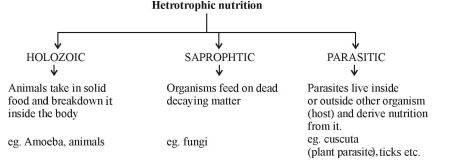 Hetrotrophic nutrition
HOLOZOIC
SAPROPHTIC
PARASITIC
Animals take in solid
food and breakdown it
inside the body
eg. Amoeba, animals
Organisms feed on dead
decaying matter
eg. fungi
Parasites live inside
or outside other organism
(host) and derive nutrition
from it.
eg. cuscuta
(plant parasite), ticks etc.